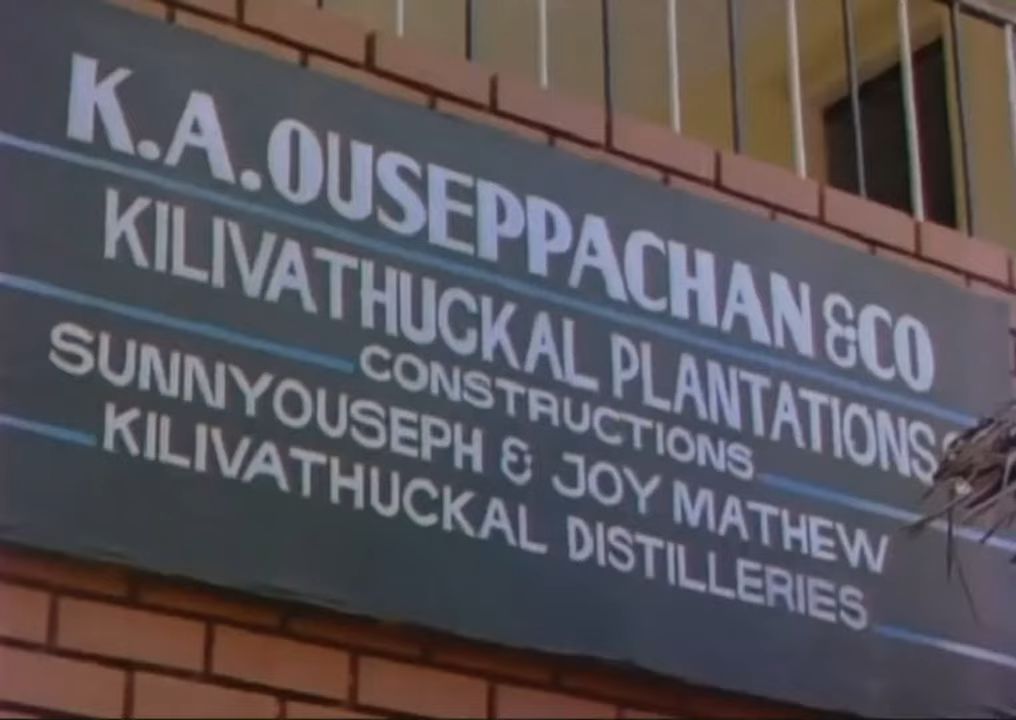 K.A.OUSEPPACHAN &CO
KILIVATHUCKAL PLANTATIONS
CONSTRUCTIONS
SUNNYOUSEPH & JOY MATHEW
KILIVATHUCKAL DISTILLERIES